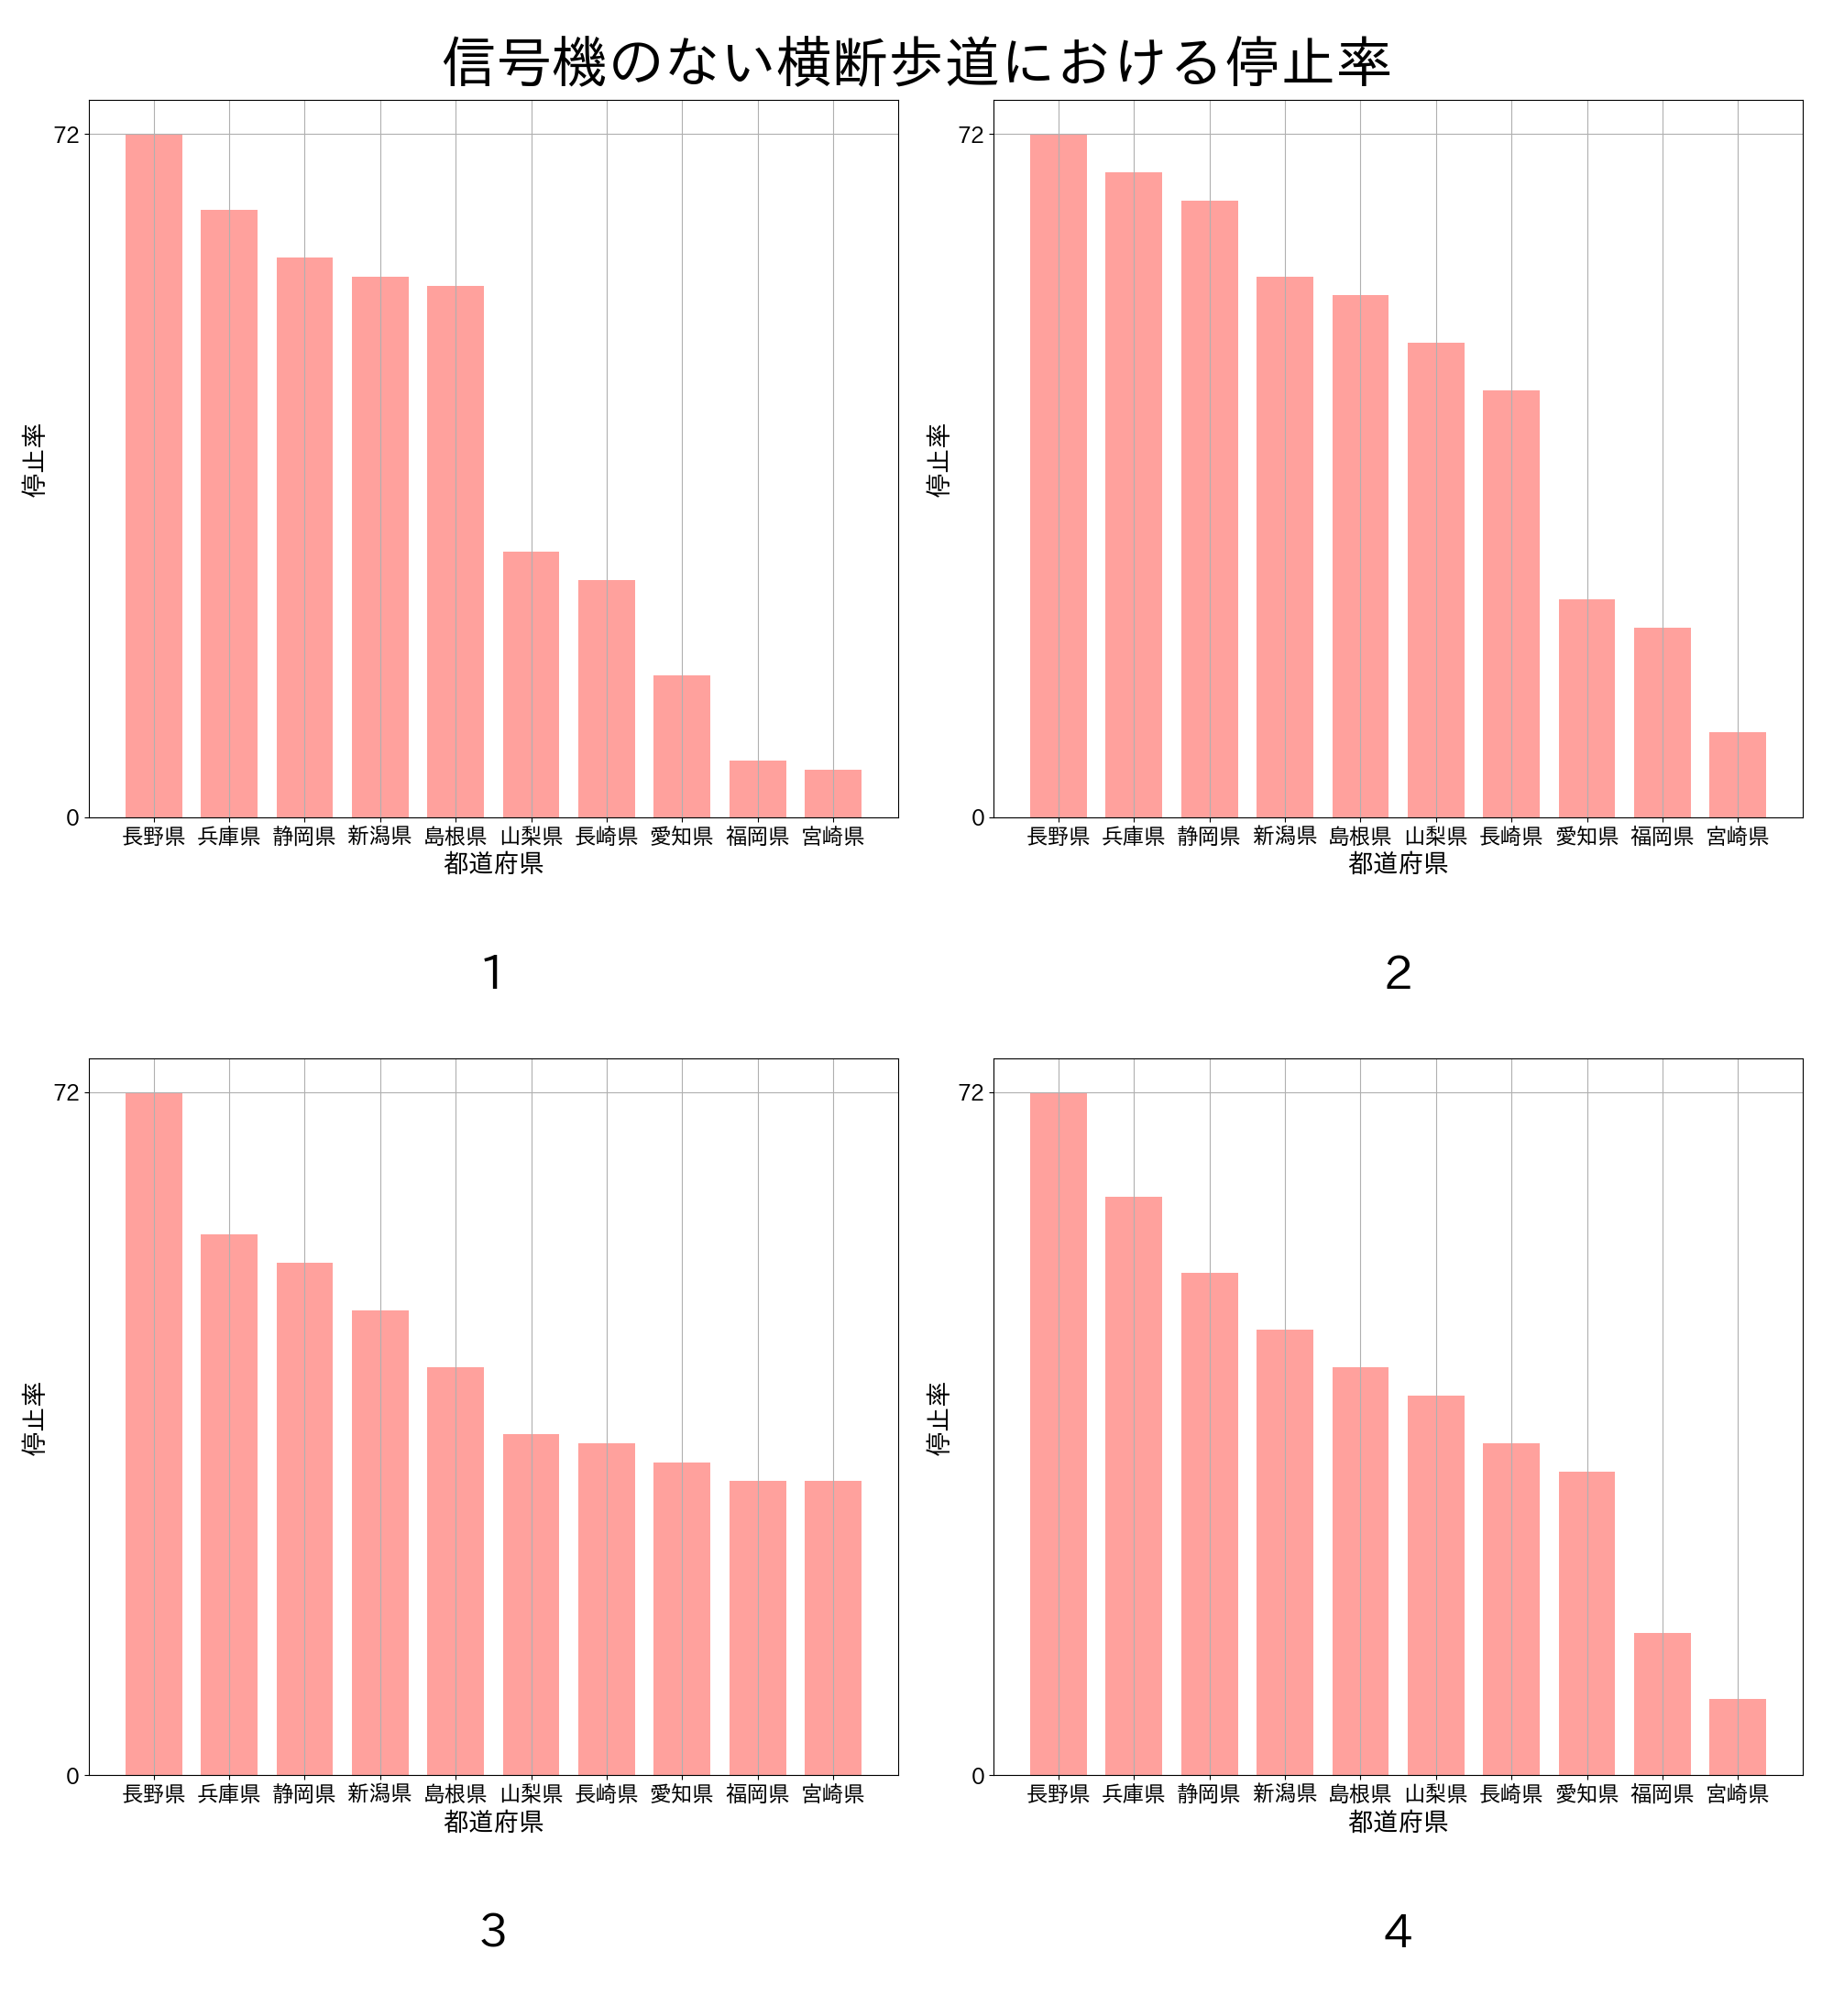 信号機のない横断歩道における停止率
72
0
停止率
長野県 兵庫県 静岡県 新潟県 島根県 山梨県 長崎県 愛知県 福岡県 宮崎県
都道府県
1
72
0
停止率
長野県 兵庫県 静岡県 新潟県 島根県 山梨県 長崎県 愛知県 福岡県 宮崎県
都道府県
2
72
0
停止率
長野県 兵庫県 静岡県 新潟県 島根県 山梨県 長崎県 愛知県 福岡県 宮崎県
都道府県
3
72
0
停止率
長野県 兵庫県 静岡県 新潟県 島根県 山梨県 長崎県 愛知県 福岡県 宮崎県
都道府県
4